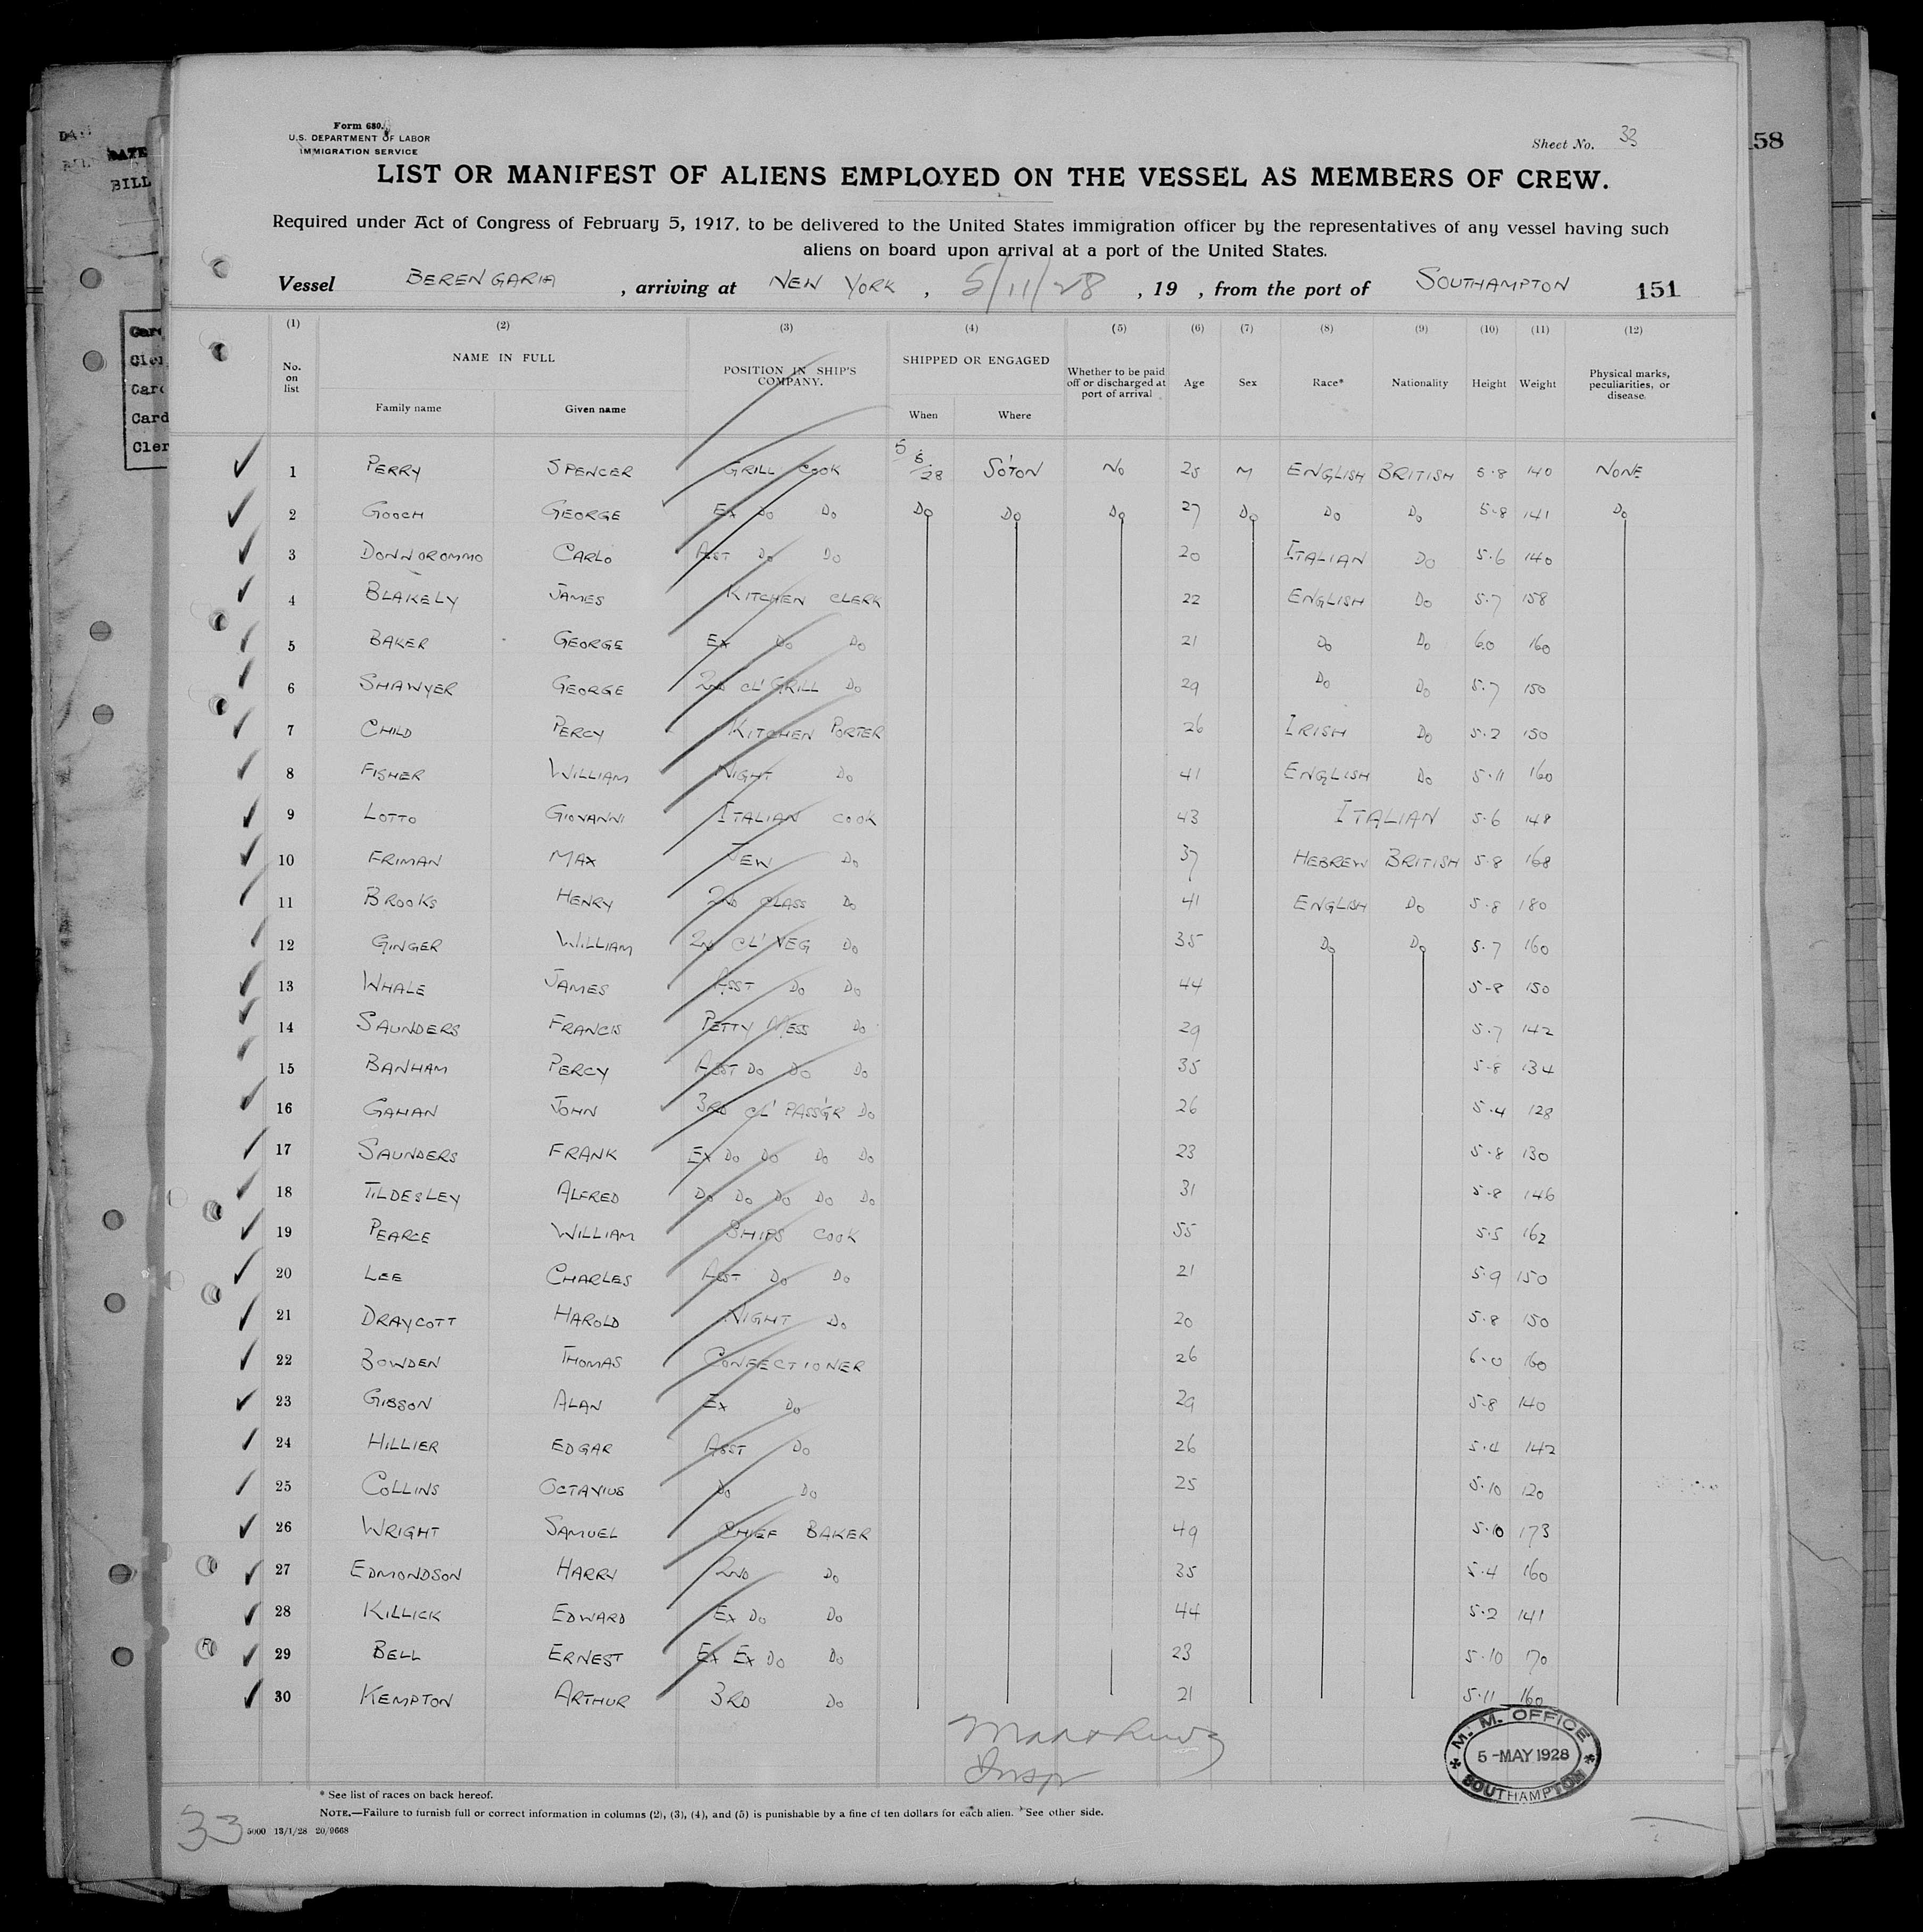 58
DATE
BILL
Card
Cler
Form 680.
U.S. DEPARTMENT OF LABOR
IMMIGRATION SERVICE
Sheet No. 33
LIST OR MANIFEST OF ALIENS EMPLOYED ON THE VESSEL AS MEMBERS OF CREW.
Required under Act of Congress of February 5, 1917, to be delivered to the United States immigration officer by the representatives of any vessel having such
aliens on board upon arrival at a port of the United States.
Vessel BERENGARIA , arriving at NEW YORK , 5/11/28 , 19 , from the port of SOUTHAMPTON 151
(1) (2) (3) (4) (5) (6) (7) (8) (9) (10) (11) (12)
No. on list NAME IN FULL Family name Given name POSITION IN SHIP'S COMPANY. SHIPPED OR ENGAGED When Where Whether to be paid off or discharged at port of arrival Age Sex Race* Nationality Height Weight Physical marks, peculiarities, or disease.
1 PERRY SPENCER GRILL COOK 5/5/28 SO'TON NO 25 M ENGLISH BRITISH 5.8 140 NONE
2 GOOCH GEORGE EX DO DO DO DO DO 27 DO DO DO 5.8 141 DO
3 DONNOROMMO CARLO ASST DO DO 20 ITALIAN DO 5.6 140
4 BLAKELY JAMES KITCHEN CLERK 22 ENGLISH DO 5.7 158
5 BAKER GEORGE EX DO DO 21 DO DO 6.0 160
6 SHAWYER GEORGE 2ND CL' GRILL DO 29 DO DO 5.7 150
7 CHILD PERCY KITCHEN PORTER 26 IRISH DO 5.2 150
8 FISHER WILLIAM NIGHT DO 41 ENGLISH DO 5.11 160
9 LOTTO GIOVANNI ITALIAN COOK 43 ITALIAN 5.6 148
10 FRIMAN MAX JEW DO 37 HEBREW BRITISH 5.8 168
11 BROOKS HENRY 2ND CLASS DO 41 ENGLISH DO 5.8 180
12 GINGER WILLIAM 2ND CL' VEG DO 35 DO DO 5.7 160
13 WHALE JAMES ASST DO DO 44 5-8 150
14 SAUNDERS FRANCIS PETTY MESS DO 29 5.7 142
15 BANHAM PERCY ASST DO DO DO 35 5-8 134
16 GAHAN JOHN 3RD CL' PASS'GR DO 26 5.4 128
17 SAUNDERS FRANK EX DO DO DO DO 23 5.8 130
18 TILDESLEY ALFRED DO DO DO DO DO 31 5.8 146
19 PEARCE WILLIAM SHIPS COOK 55 5.5 162
20 LEE CHARLES ASST DO DO 21 5.9 150
21 DRAYCOTT HAROLD NIGHT DO 20 5.8 150
22 BOWDEN THOMAS CONFECTIONER 26 6.0 160
23 GIBSON ALAN EX DO 29 5.8 140
24 HILLIER EDGAR ASST DO 26 5.4 142
25 COLLINS OCTAVIUS DO DO 25 5.10 120
26 WRIGHT SAMUEL CHIEF BAKER 49 5.10 173
27 EDMONDSON HARRY 2ND DO 35 5.4 160
28 KILLICK EDWARD EX DO DO 44 5.2 141
29 BELL ERNEST EX EX DO DO 23 5.10 170
30 KEMPTON ARTHUR 3RD DO 21 5.11 160
Insp
M. M. OFFICE
5 - MAY 1928
SOUTHAMPTON
* See list of races on back hereof.
NOTE.—Failure to furnish full or correct information in columns (2), (3), (4), and (5) is punishable by a fine of ten dollars for each alien. See other side.
33 5000 13/1/28 20/9668